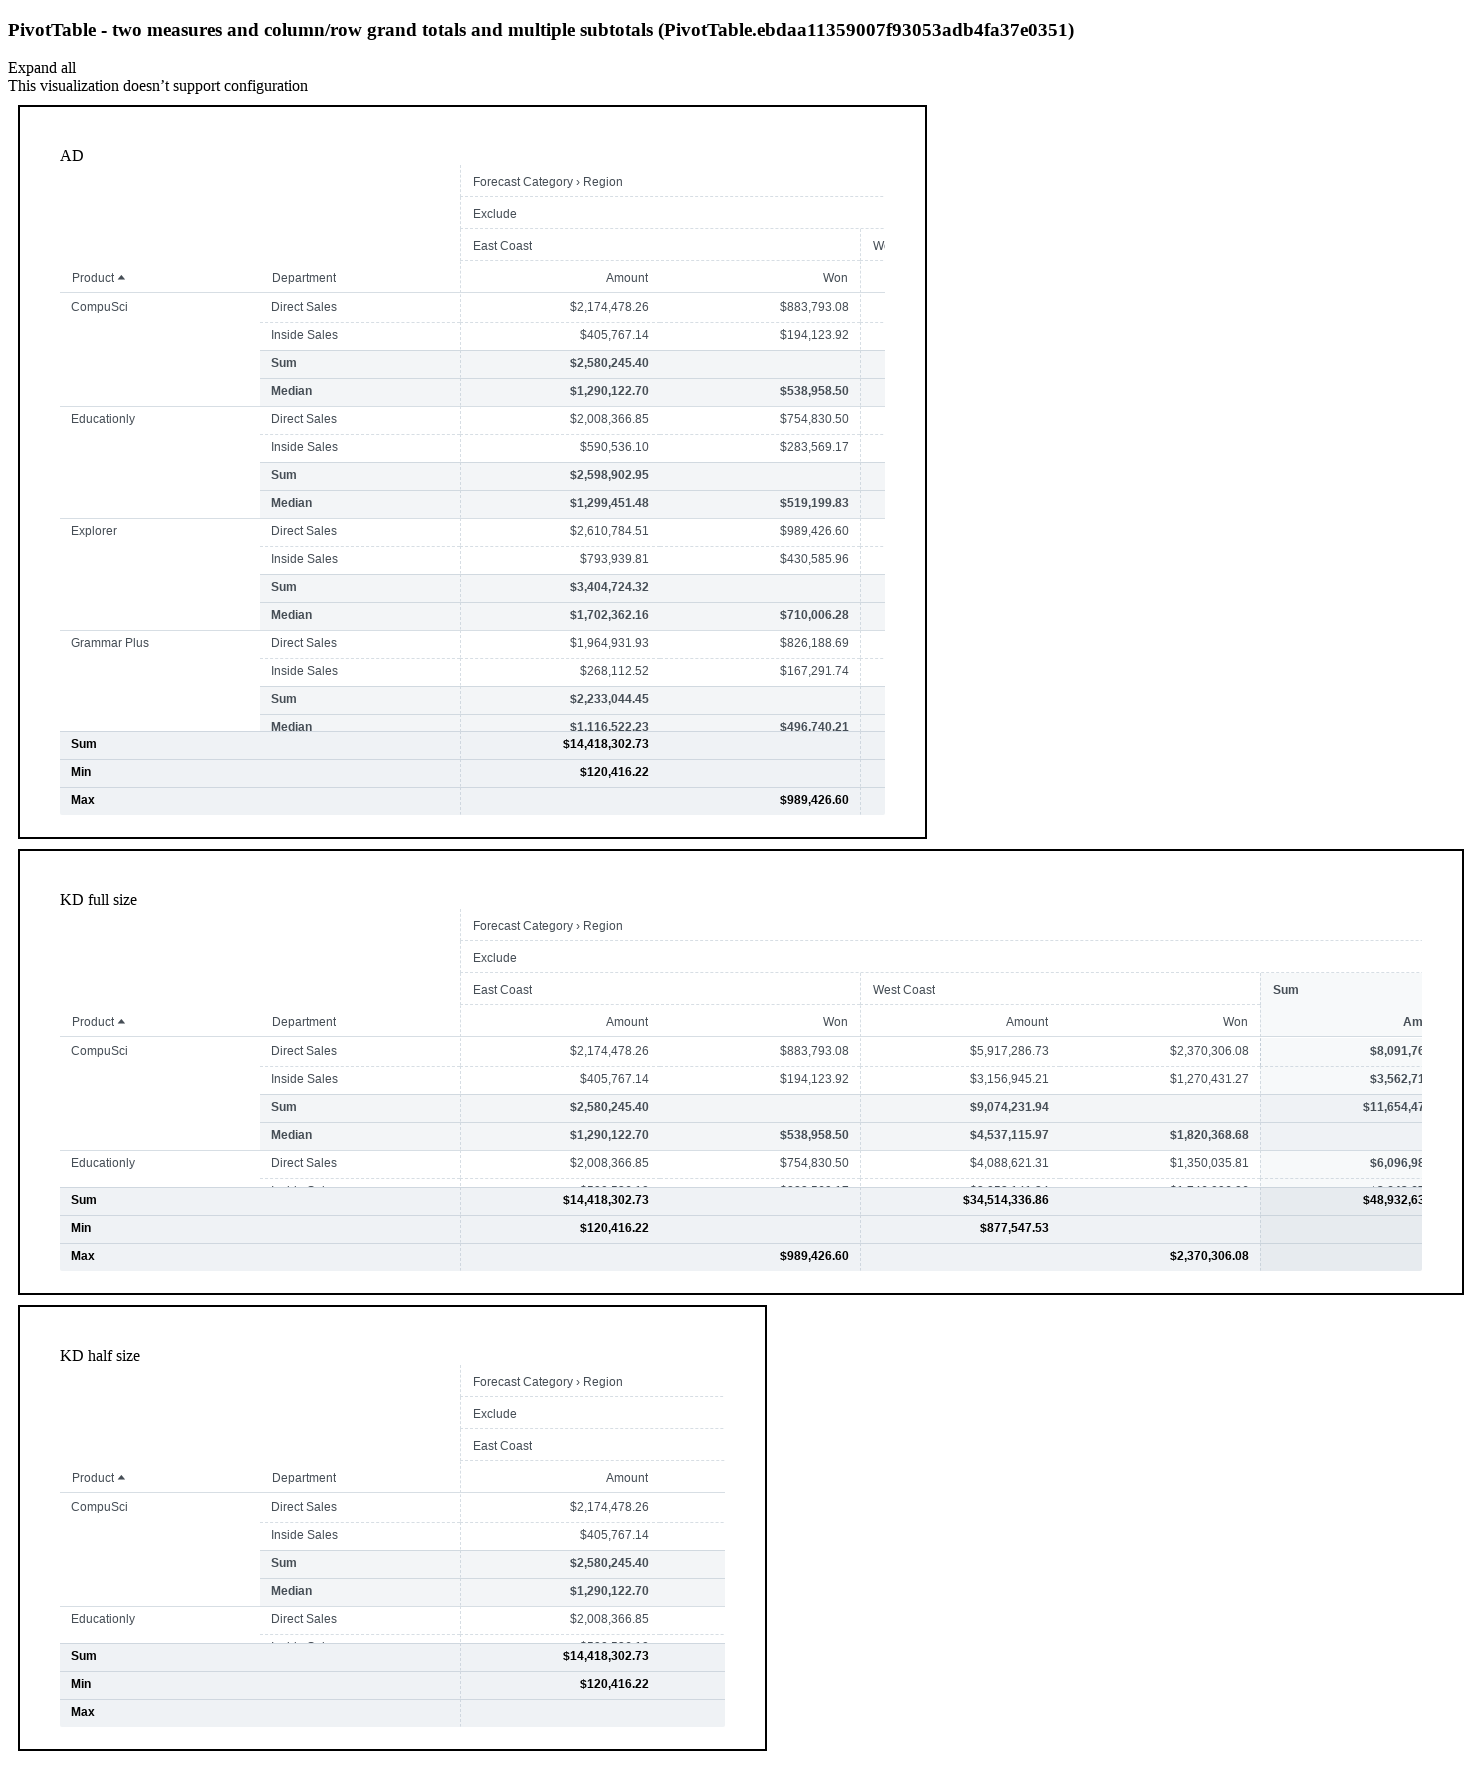 PivotTable - two measures and column/row grand totals and multiple subtotals (PivotTable.ebdaa11359007f93053adb4fa37e0351)
Expand all
This visualization doesn’t support configuration
AD
Forecast Category › Region
Exclude
East Coast
Product Department Amount Won
CompuSci Direct Sales $2,174,478.26 $883,793.08
Inside Sales $405,767.14 $194,123.92
Sum $2,580,245.40
Median $1,290,122.70 $538,958.50
Educationly Direct Sales $2,008,366.85 $754,830.50
Inside Sales $590,536.10 $283,569.17
Sum $2,598,902.95
Median $1,299,451.48 $519,199.83
Explorer Direct Sales $2,610,784.51 $989,426.60
Inside Sales $793,939.81 $430,585.96
Sum $3,404,724.32
Median $1,702,362.16 $710,006.28
Grammar Plus Direct Sales $1,964,931.93 $826,188.69
Inside Sales $268,112.52 $167,291.74
Sum $2,233,044.45
Median $1,116,522.23 $496,740.21
Sum $14,418,302.73
Min $120,416.22
Max $989,426.60
KD full size
Forecast Category › Region
Exclude
East Coast West Coast Sum
Product Department Amount Won Amount Won Am
CompuSci Direct Sales $2,174,478.26 $883,793.08 $5,917,286.73 $2,370,306.08 $8,091,76
Inside Sales $405,767.14 $194,123.92 $3,156,945.21 $1,270,431.27 $3,562,71
Sum $2,580,245.40 $9,074,231.94 $11,654,47
Median $1,290,122.70 $538,958.50 $4,537,115.97 $1,820,368.68
Educationly Direct Sales $2,008,366.85 $754,830.50 $4,088,621.31 $1,350,035.81 $6,096,98
Sum $14,418,302.73 $34,514,336.86 $48,932,63
Min $120,416.22 $877,547.53
Max $989,426.60 $2,370,306.08
KD half size
Forecast Category › Region
Exclude
East Coast
Product Department Amount
CompuSci Direct Sales $2,174,478.26
Inside Sales $405,767.14
Sum $2,580,245.40
Median $1,290,122.70
Educationly Direct Sales $2,008,366.85
Sum $14,418,302.73
Min $120,416.22
Max